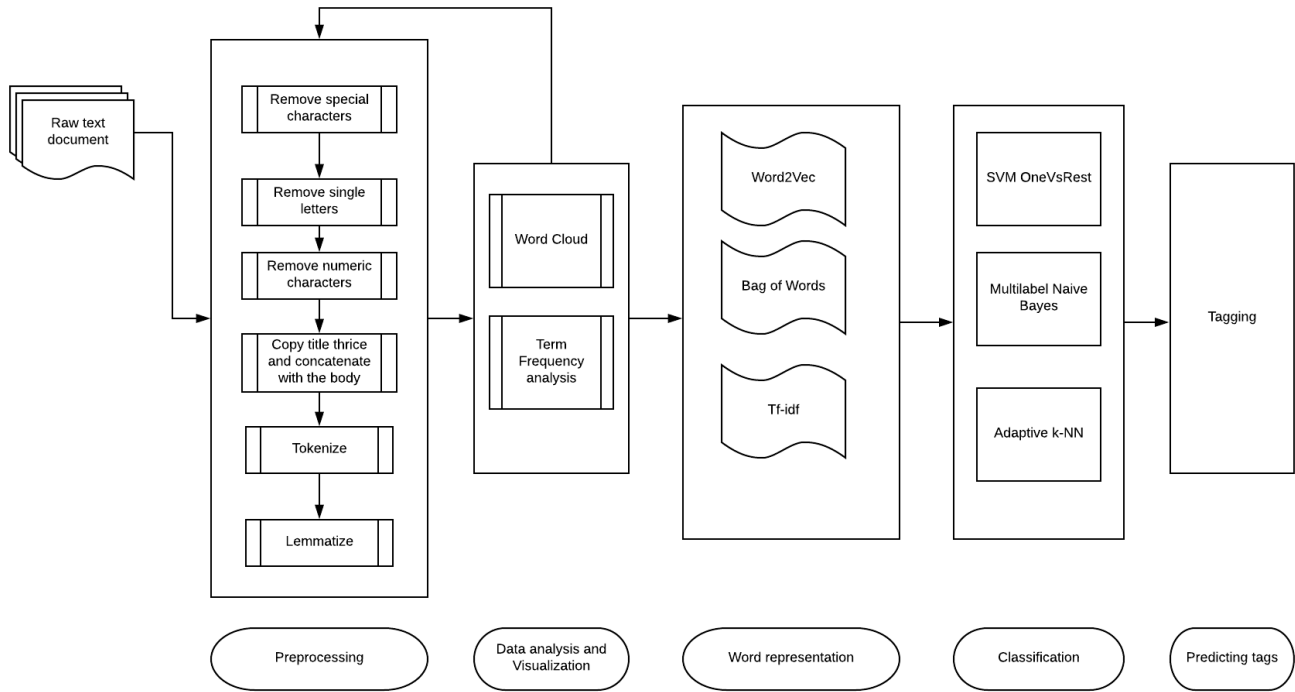 Raw text
document
Remove special
characters
Remove single
letters
Remove numeric
characters
Copy title thrice
and concatenate
with the body
Tokenize
Lemmatize
Word Cloud
Term
Frequency
analysis
Word2Vec
Bag of Words
Tf-idf
SVM OneVsRest
Multilabel Naive
Bayes
Adaptive k-NN
Tagging
Preprocessing
Data analysis and
Visualization
Word representation
Classification
Predicting tags